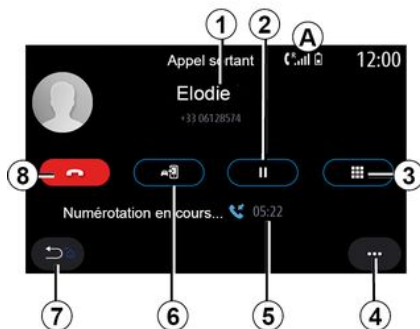 1
2
A
Appel sortant
12:00
Elodie
+33 06128574
8
3
Numérotation en cours... 05:22
7
6
5
4